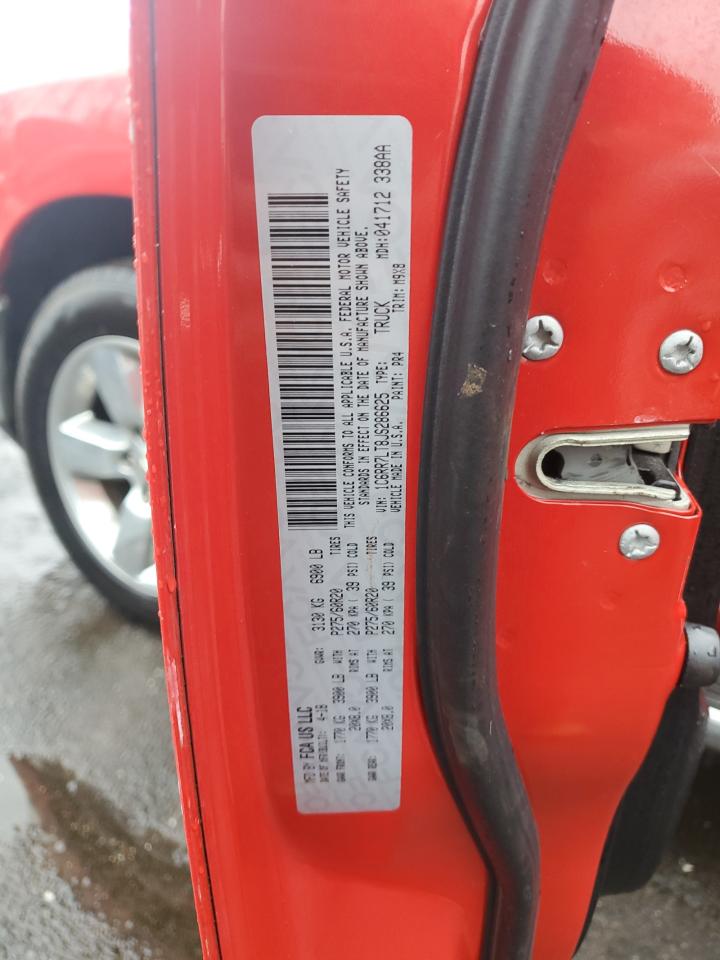 MFD BY: FCA US LLC
DATE OF MFR: 4-18 GVWR: 3130 KG 6900 LB
GAWR FRONT: 1770 KG 3900 LB WITH P275/60R20 TIRES
20X8.0 RIMS AT 270 KPA ( 39 PSI) COLD
GAWR REAR: 1770 KG 3900 LB WITH P275/60R20 TIRES
20X8.0 RIMS AT 270 KPA ( 39 PSI) COLD
THIS VEHICLE CONFORMS TO ALL APPLICABLE U.S.A. FEDERAL MOTOR VEHICLE SAFETY
STANDARDS IN EFFECT ON THE DATE OF MANUFACTURE SHOWN ABOVE.
VIN: 1C6RR7LT8JS286625 TYPE: TRUCK MDH:041712 338AA
VEHICLE MADE IN U.S.A. PAINT: PR4 TRIM: M9X8